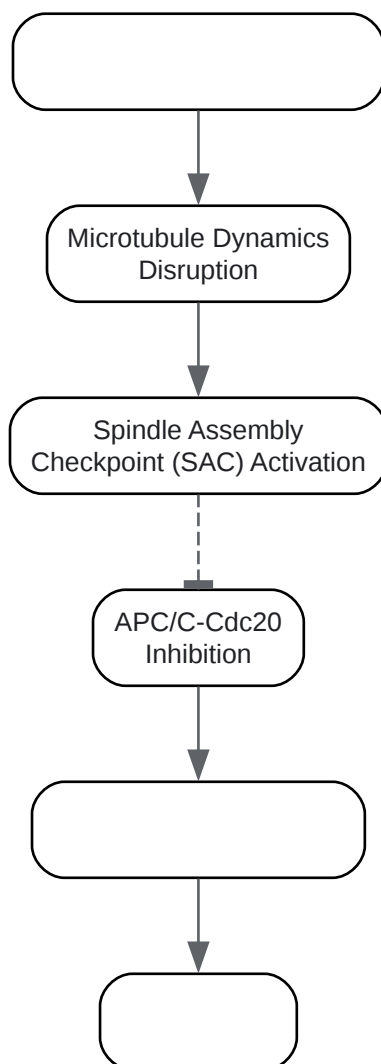 Microtubule Dynamics
Disruption
Spindle Assembly
Checkpoint (SAC) Activation
APC/C-Cdc20
Inhibition